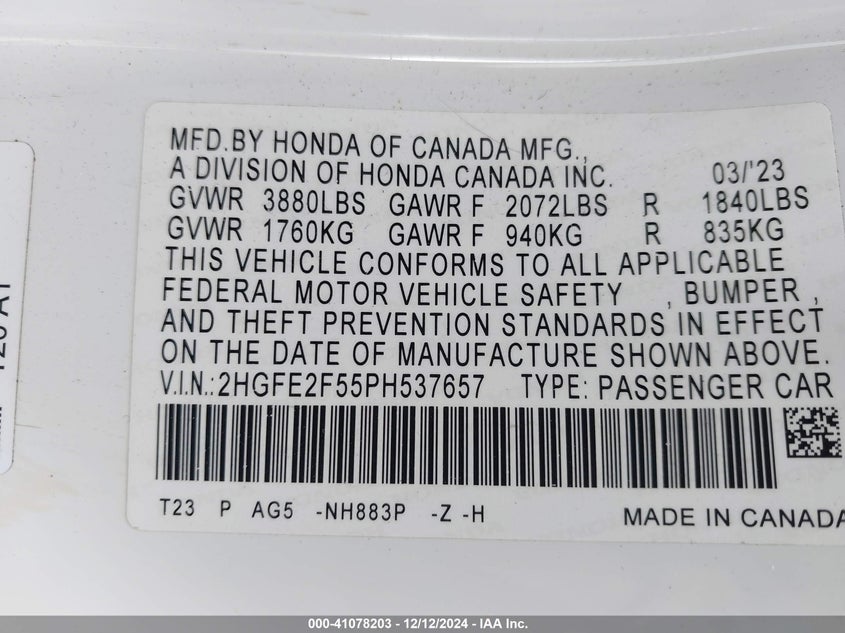 MFD.BY HONDA OF CANADA MFG.,
A DIVISION OF HONDA CANADA INC. 03/'23
GVWR 3880LBS GAWR F 2072LBS R 1840LBS
GVWR 1760KG GAWR F 940KG R 835KG
THIS VEHICLE CONFORMS TO ALL APPLICABLE
FEDERAL MOTOR VEHICLE SAFETY , BUMPER ,
AND THEFT PREVENTION STANDARDS IN EFFECT
ON THE DATE OF MANUFACTURE SHOWN ABOVE.
V.I.N.: 2HGFE2F55PH537657 TYPE: PASSENGER CAR
T23 P AG5 -NH883P -Z -H MADE IN CANADA
000-41078203 - 12/12/2024 - IAA Inc.